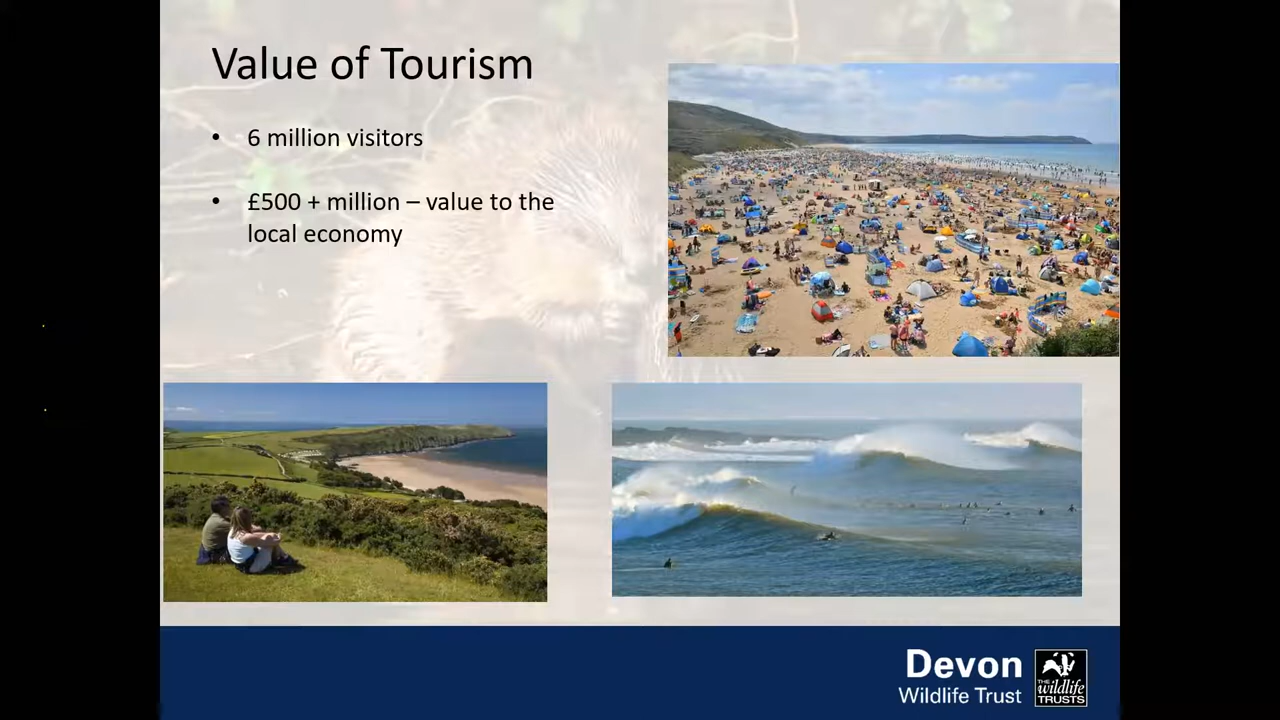 Value of Tourism
• 6 million visitors
• £500 + million – value to the
local economy
Devon
Wildlife Trust
THE
wildlife
TRUSTS